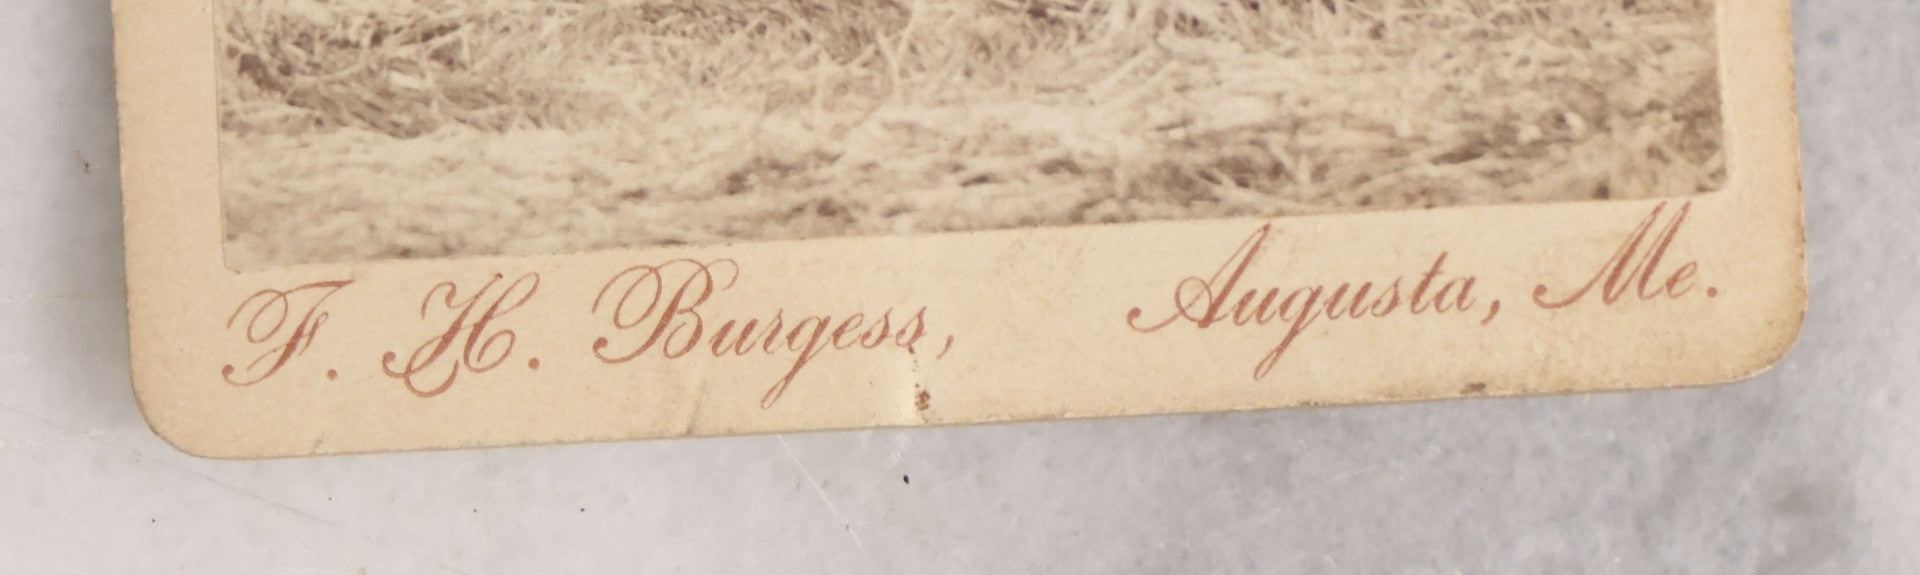 F. H. Burgess, Augusta, Me.